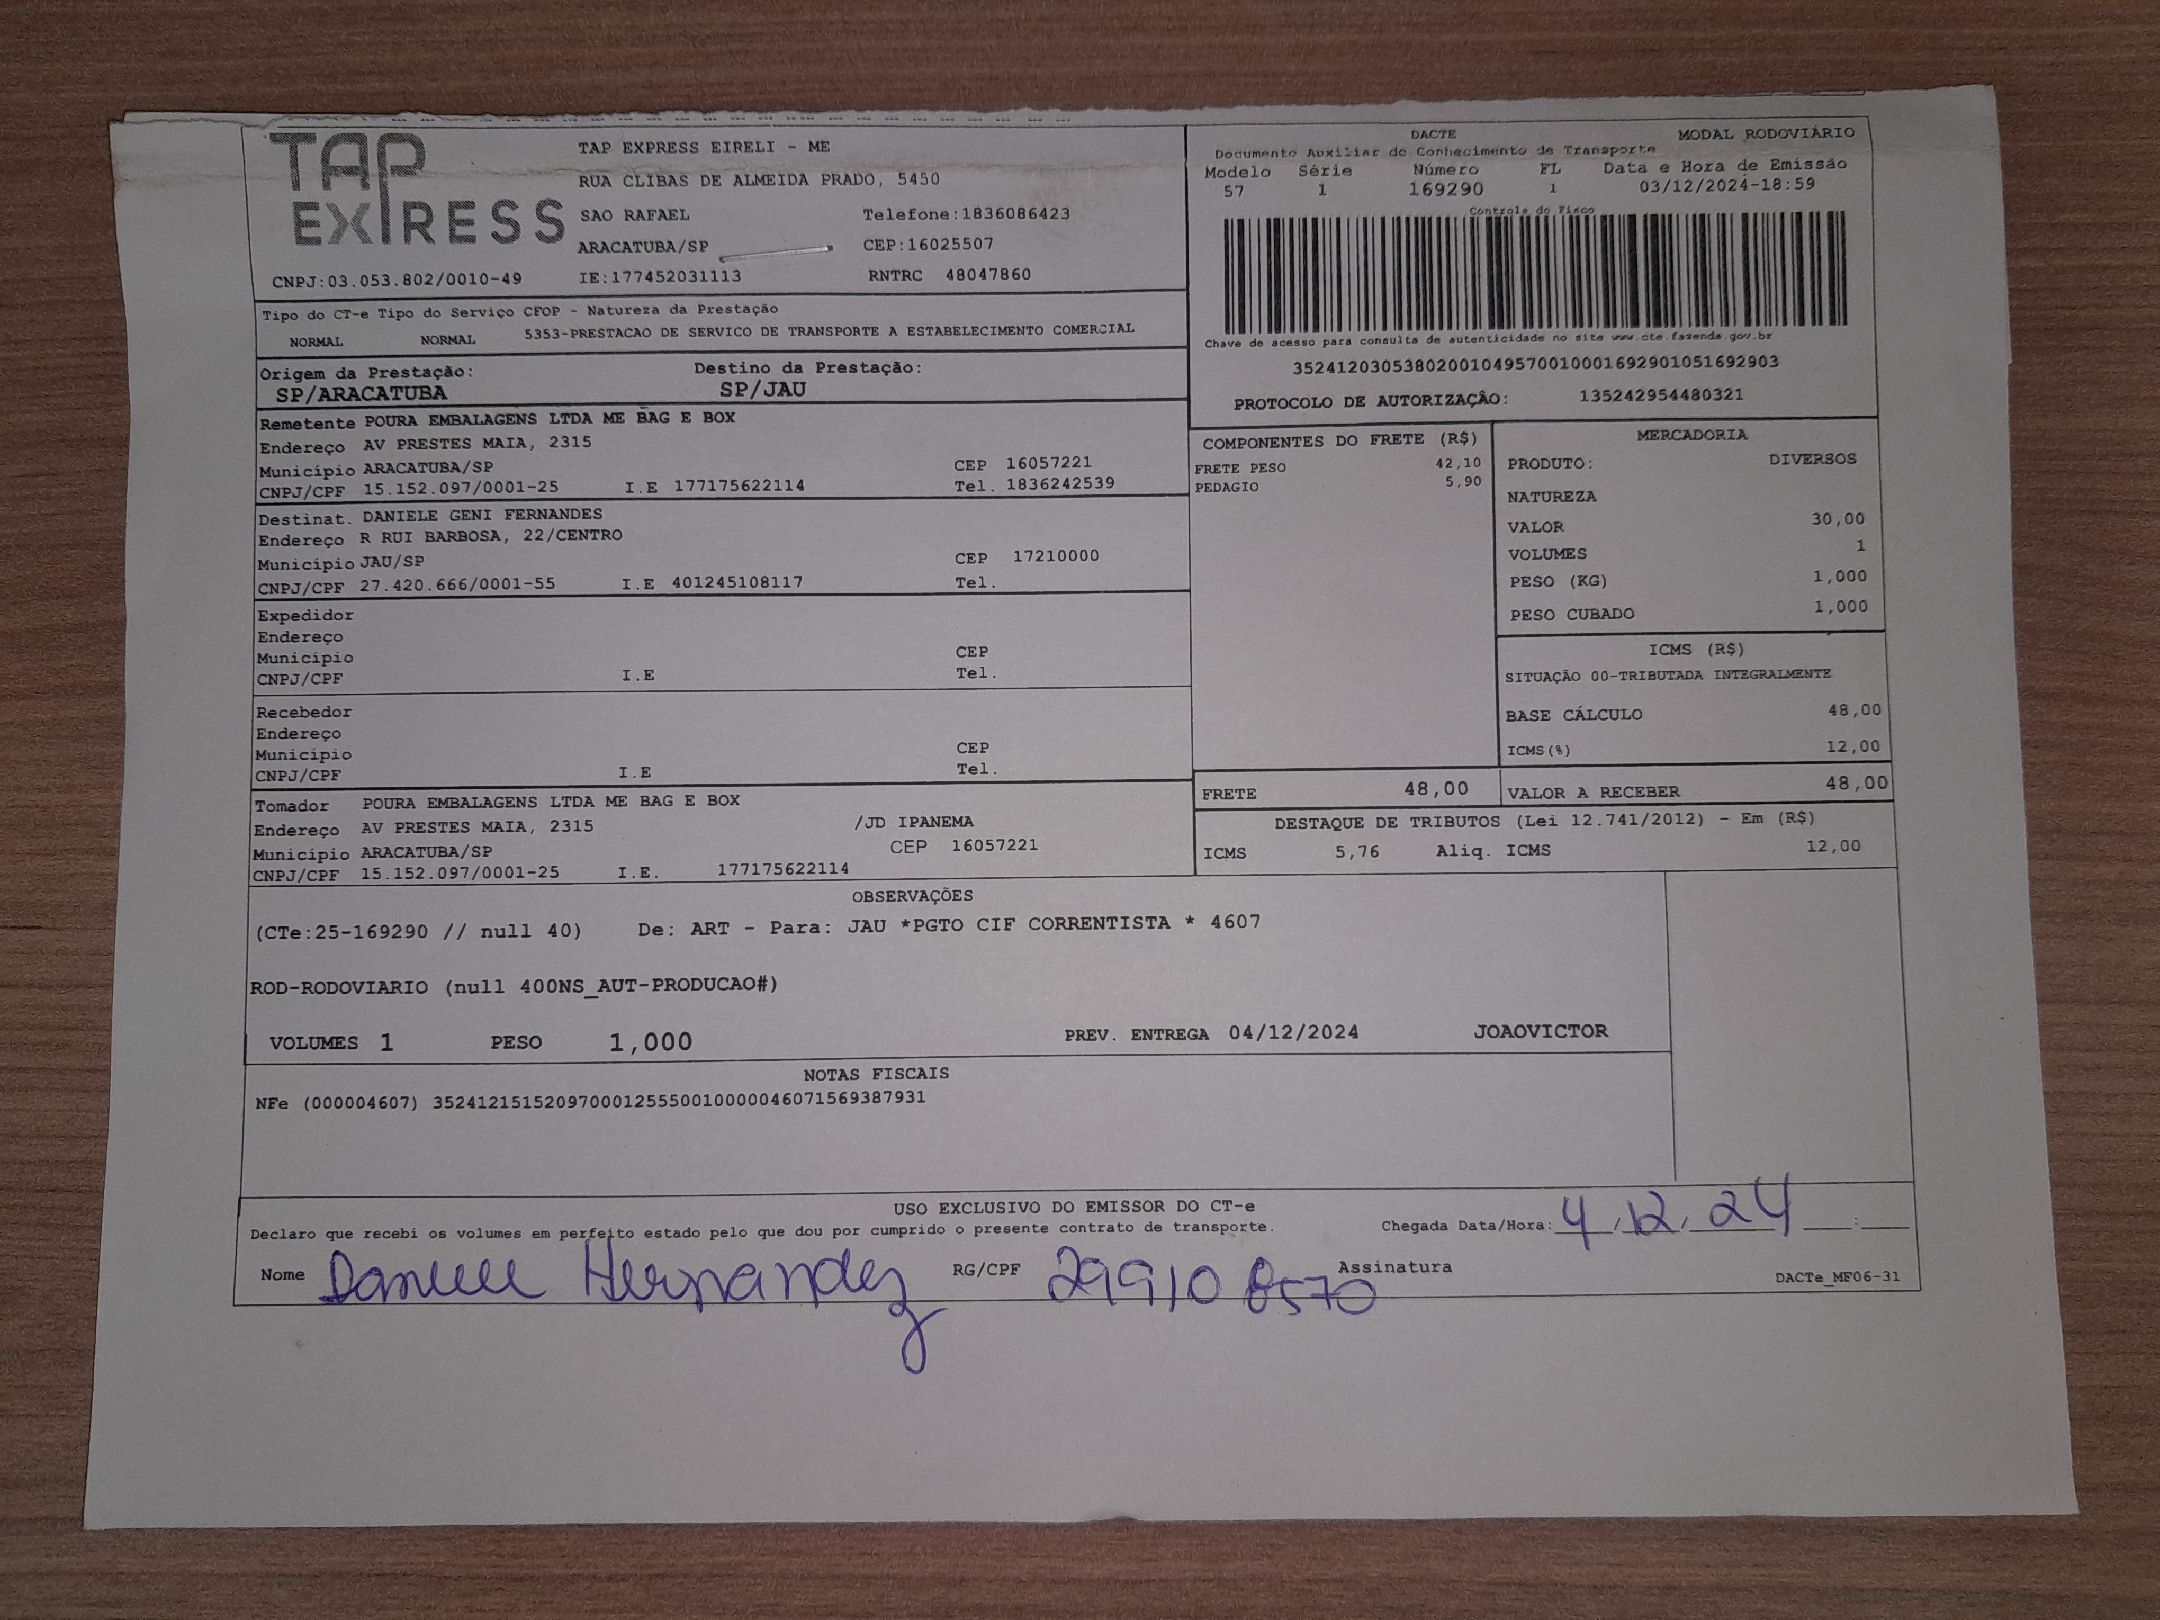 TAP EXPRESS
TAP EXPRESS EIRELI - ME
RUA CLIBAS DE ALMEIDA PRADO, 5450
SAO RAFAEL Telefone:1836086423
ARACATUBA/SP CEP:16025507
CNPJ:03.053.802/0010-49 IE:177452031113 RNTRC 48047860
DACTE MODAL RODOVIÁRIO
Documento Auxiliar do Conhecimento de Transporte
Modelo Série Número FL Data e Hora de Emissão
57 1 169290 1 03/12/2024-18:59
Controle do Fisco
Chave de acesso para consulta de autenticidade no site www.cte.fazenda.gov.br
35241203053802001049570010001692901051692903
PROTOCOLO DE AUTORIZAÇÃO: 135242954480321
Tipo do CT-e Tipo do Serviço CFOP - Natureza da Prestação
NORMAL NORMAL 5353-PRESTACAO DE SERVICO DE TRANSPORTE A ESTABELECIMENTO COMERCIAL
Origem da Prestação: Destino da Prestação:
SP/ARACATUBA SP/JAU
Remetente POURA EMBALAGENS LTDA ME BAG E BOX
Endereço AV PRESTES MAIA, 2315
Município ARACATUBA/SP CEP 16057221
CNPJ/CPF 15.152.097/0001-25 I.E 177175622114 Tel. 1836242539
Destinat. DANIELE GENI FERNANDES
Endereço R RUI BARBOSA, 22/CENTRO
Município JAU/SP CEP 17210000
CNPJ/CPF 27.420.666/0001-55 I.E 401245108117 Tel.
Expedidor
Endereço
Município CEP
CNPJ/CPF I.E Tel.
Recebedor
Endereço
Município CEP
CNPJ/CPF I.E Tel.
Tomador POURA EMBALAGENS LTDA ME BAG E BOX
Endereço AV PRESTES MAIA, 2315 /JD IPANEMA
Município ARACATUBA/SP CEP 16057221
CNPJ/CPF 15.152.097/0001-25 I.E. 177175622114
COMPONENTES DO FRETE (R$)
FRETE PESO 42,10
PEDAGIO 5,90
MERCADORIA
PRODUTO: DIVERSOS
NATUREZA
VALOR 30,00
VOLUMES 1
PESO (KG) 1,000
PESO CUBADO 1,000
ICMS (R$)
SITUAÇÃO 00-TRIBUTADA INTEGRALMENTE
BASE CÁLCULO 48,00
ICMS(%) 12,00
FRETE 48,00 VALOR A RECEBER 48,00
DESTAQUE DE TRIBUTOS (Lei 12.741/2012) - Em (R$)
ICMS 5,76 Aliq. ICMS 12,00
OBSERVAÇÕES
(CTe:25-169290 // null 40) De: ART - Para: JAU *PGTO CIF CORRENTISTA * 4607
ROD-RODOVIARIO (null 400NS_AUT-PRODUCAO#)
VOLUMES 1 PESO 1,000 PREV. ENTREGA 04/12/2024 JOAOVICTOR
NOTAS FISCAIS
NFe (000004607) 35241215152097000125550010000046071569387931
USO EXCLUSIVO DO EMISSOR DO CT-e
Declaro que recebi os volumes em perfeito estado pelo que dou por cumprido o presente contrato de transporte. Chegada Data/Hora: 4/12/24 :
Nome Daniele Hernandez RG/CPF 29910 8570 Assinatura
DACTe_MF06-31